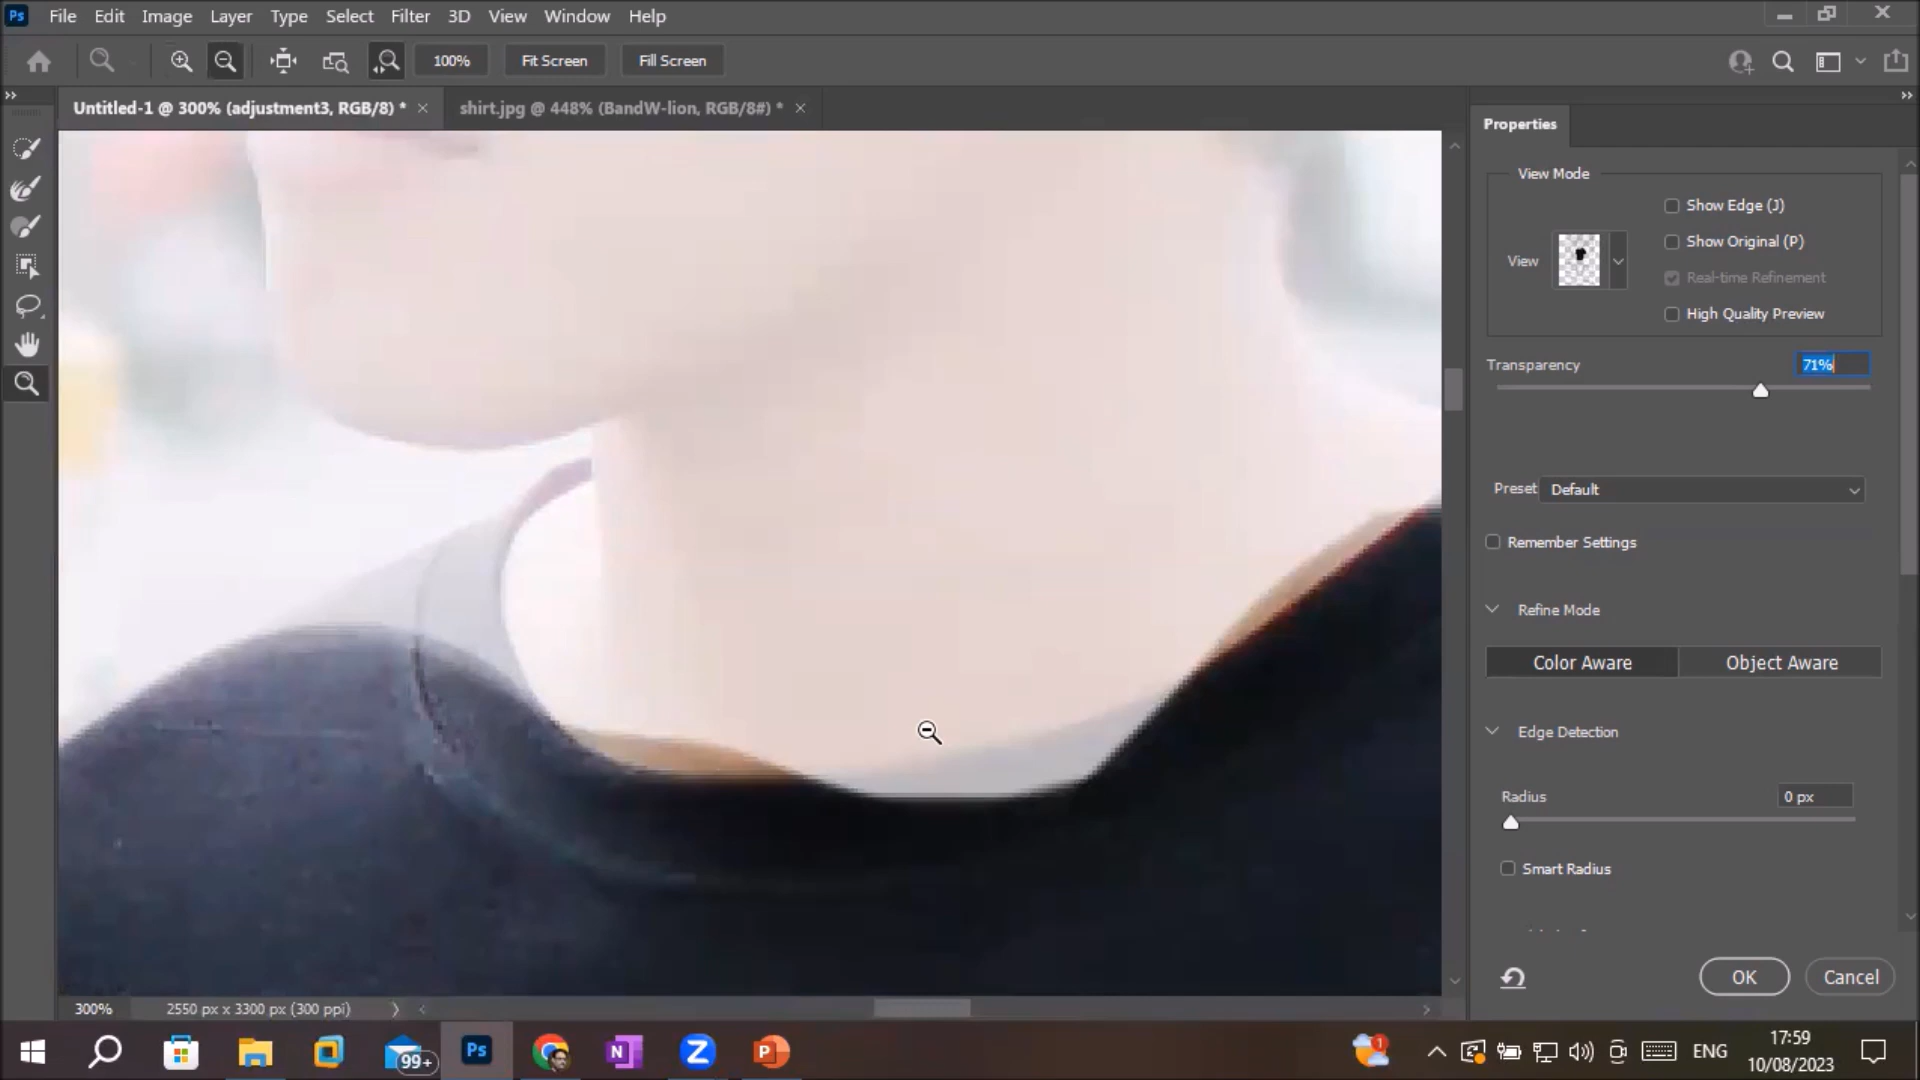 Ps File Edit Image Layer Type Select Filter 3D View Window Help
100% Fit Screen Fill Screen
Untitled-1 @ 300% (adjustment3, RGB/8) * × shirt.jpg @ 448% (BandW-lion, RGB/8#) * ×
Properties
View Mode
Show Edge (J)
Show Original (P)
View
Real-time Refinement
High Quality Preview
Transparency 71%
Preset Default
Remember Settings
Refine Mode
Color Aware Object Aware
Edge Detection
Radius 0 px
Smart Radius
OK Cancel
300% 2550 px x 3300 px (300 ppi)
99+ Ps N Z P 1 ENG 17:59
10/08/2023